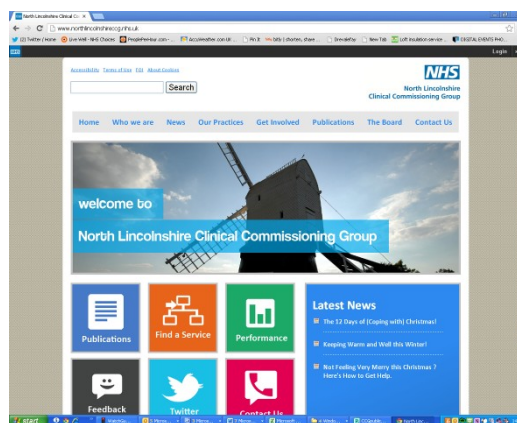 North Lincolnshire Clinical Co
www.northlincolnshireccg.nhs.uk
Login
Accessibility Terms of Use FOI About Cookies
Search
NHS
North Lincolnshire
Clinical Commissioning Group
Home Who we are News Our Practices Get Involved Publications The Board Contact Us
welcome to
North Lincolnshire Clinical Commissioning Group
Publications
Find a Service
Performance
Latest News
The 12 Days of (Coping with) Christmas!
Keeping Warm and Well this Winter!
Not Feeling Very Merry this Christmas ?
Here's How to Get Help.
Feedback
Twitter
Contact Us
start